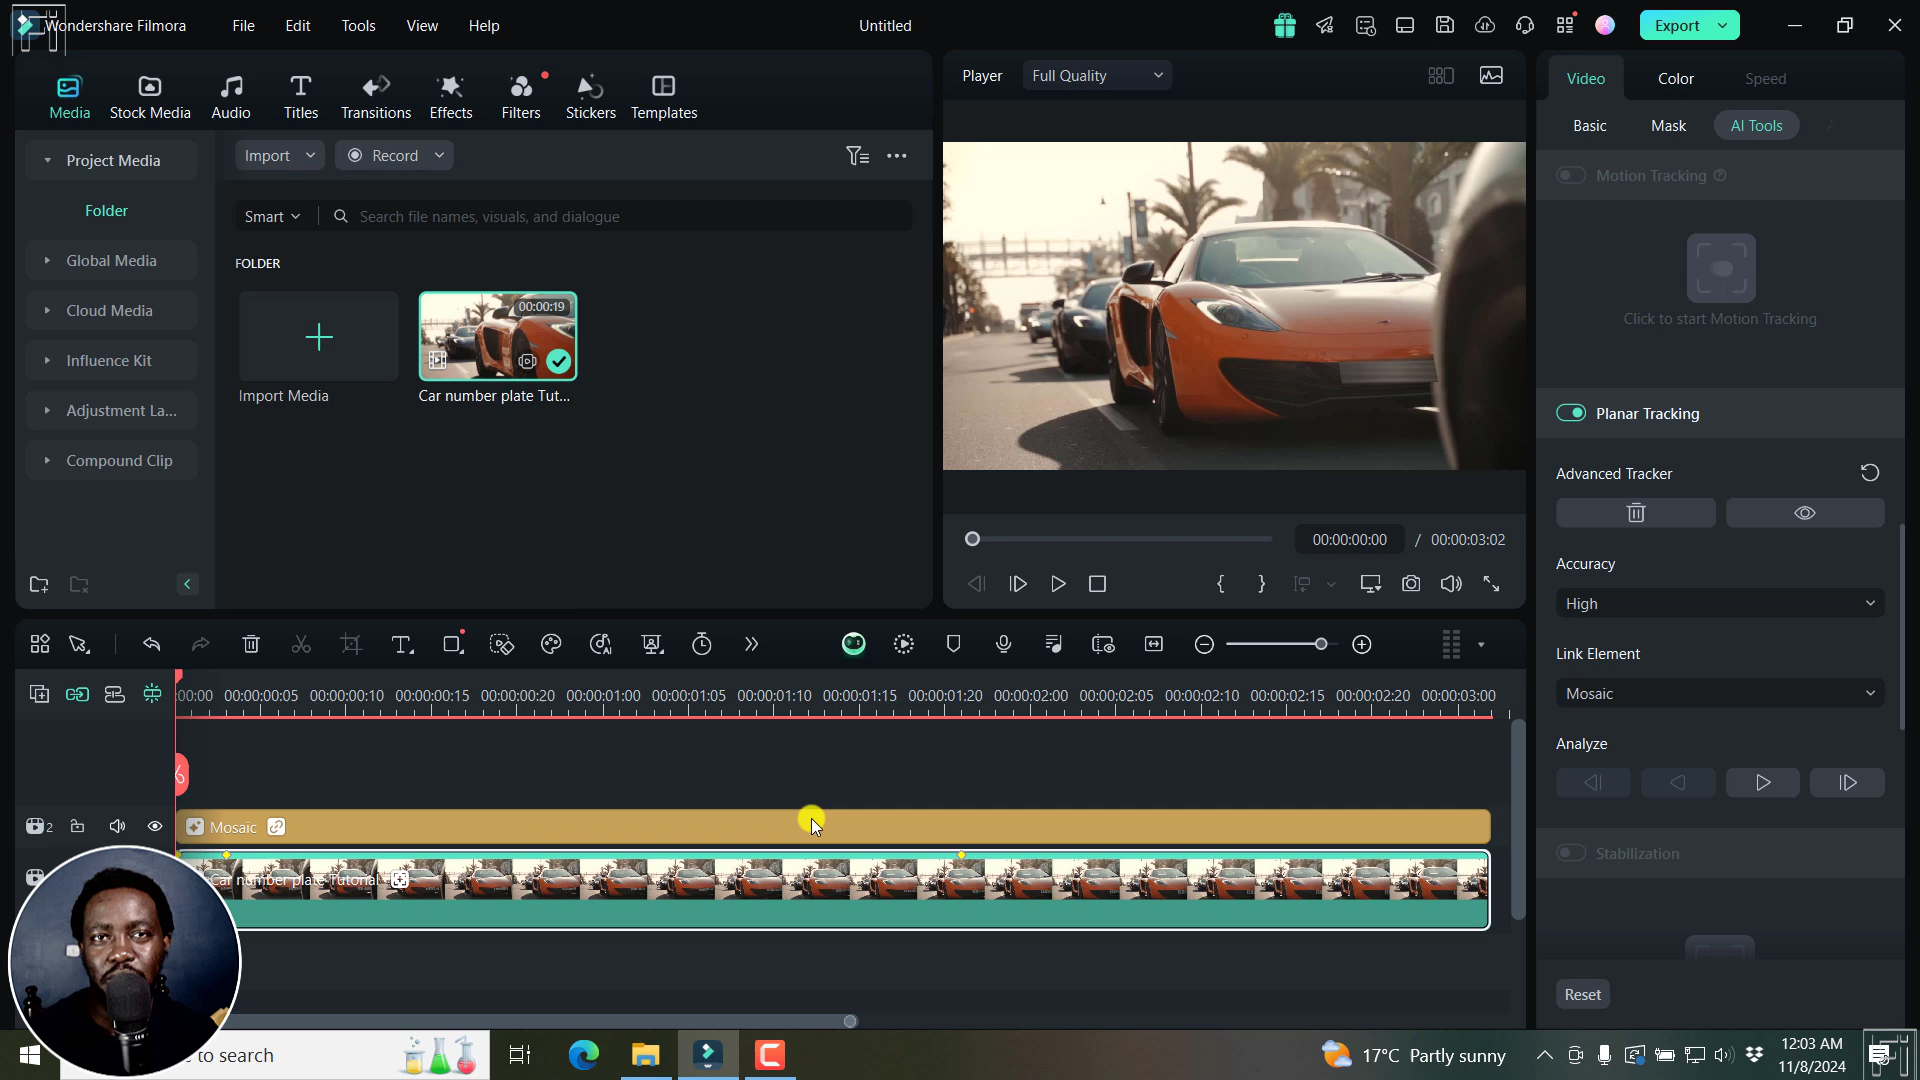 Wondershare Filmora
File
Edit
Tools
View
Help
Untitled
Export
Media
Stock Media
Audio
Titles
Transitions
Effects
Filters
Stickers
Templates
Player
Full Quality
Video
Color
Speed
Basic
Mask
AI Tools
Project Media
Folder
Global Media
Cloud Media
Influence Kit
Adjustment La...
Compound Clip
Import
Record
Smart
Search file names, visuals, and dialogue
FOLDER
00:00:19
Import Media
Car number plate Tut...
00:00:00:00
/
00:00:03:02
Motion Tracking
Click to start Motion Tracking
Planar Tracking
Advanced Tracker
Accuracy
High
Link Element
Mosaic
Analyze
Stabilization
Reset
:00:00
00:00:00:05
00:00:00:10
00:00:00:15
00:00:00:20
00:00:01:00
00:00:01:05
00:00:01:10
00:00:01:15
00:00:01:20
00:00:02:00
00:00:02:05
00:00:02:10
00:00:02:15
00:00:02:20
00:00:03:00
2
Mosaic
Car number plate Tutorial
to search
17°C Partly sunny
12:03 AM
11/8/2024